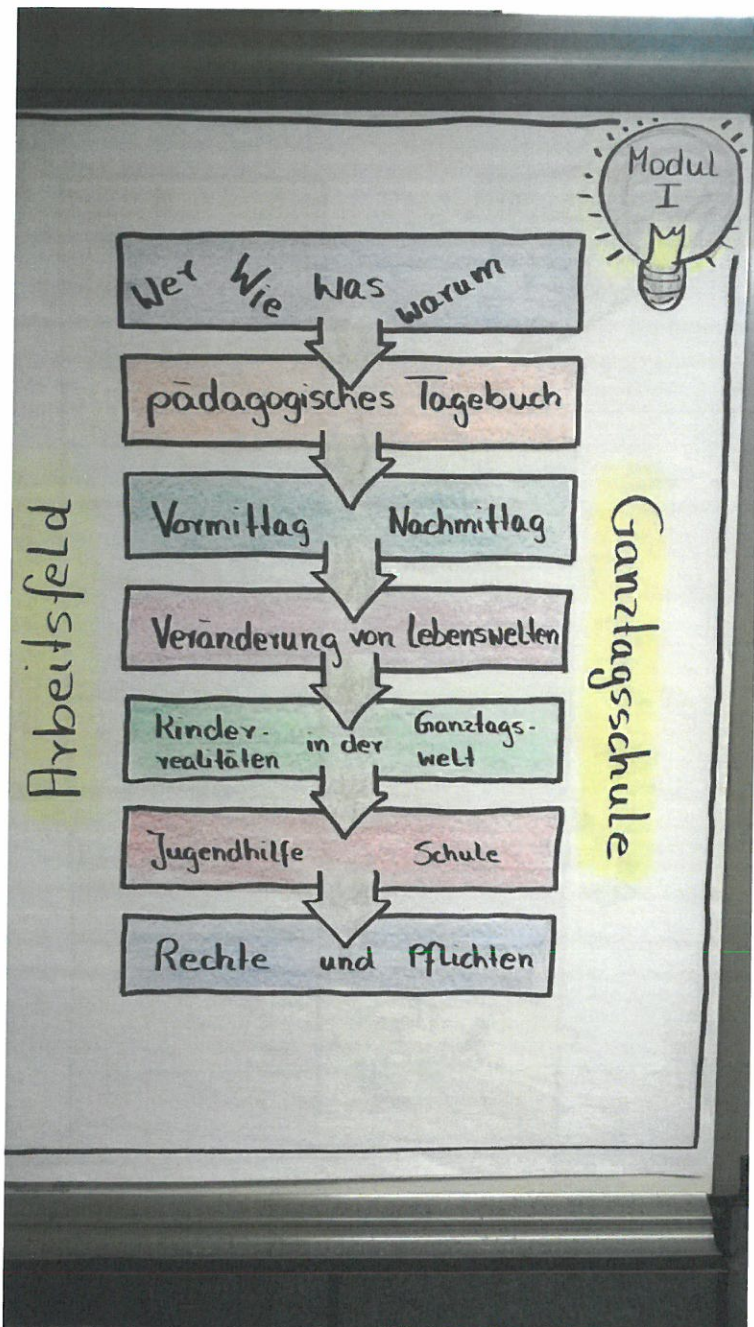 Modul
I
Wer Wie was warum
pädagogisches Tagebuch
Vormittag Nachmittag
Veränderung von Lebenswelten
Kinder-
realitäten in der Ganztags-
welt
Jugendhilfe Schule
Rechte und Pflichten
Arbeitsfeld
Ganztagsschule